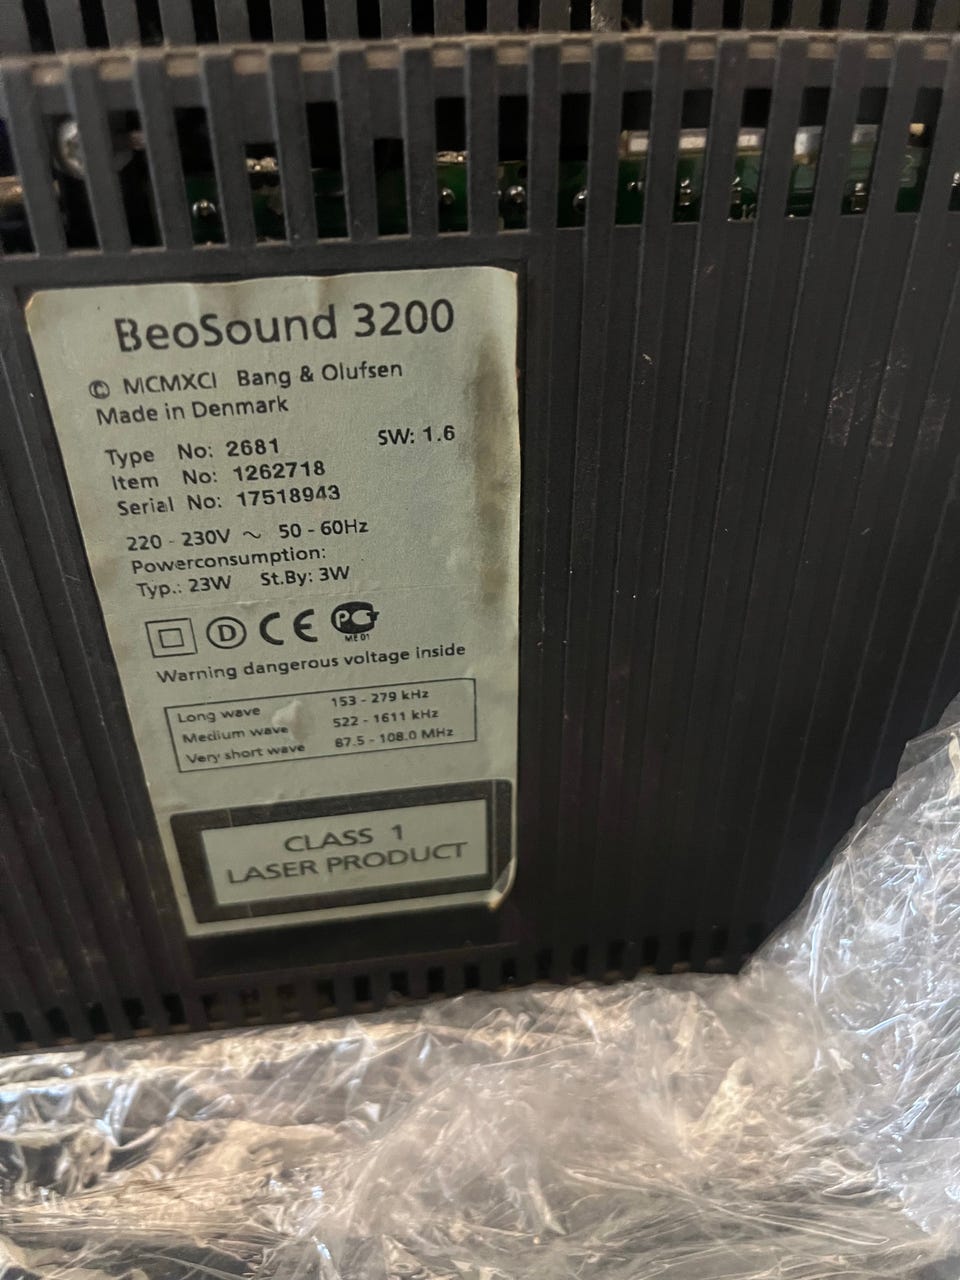 BeoSound 3200
© MCMXCI Bang & Olufsen
Made in Denmark
Type No: 2681 SW: 1.6
Item No: 1262718
Serial No: 17518943
220 - 230V ~ 50 - 60Hz
Powerconsumption:
Typ.: 23W St.By: 3W
D CE PG
ME 01
Warning dangerous voltage inside
Long wave 153 - 279 kHz
Medium wave 522 - 1611 kHz
Very short wave 87.5 - 108.0 MHz
CLASS 1
LASER PRODUCT